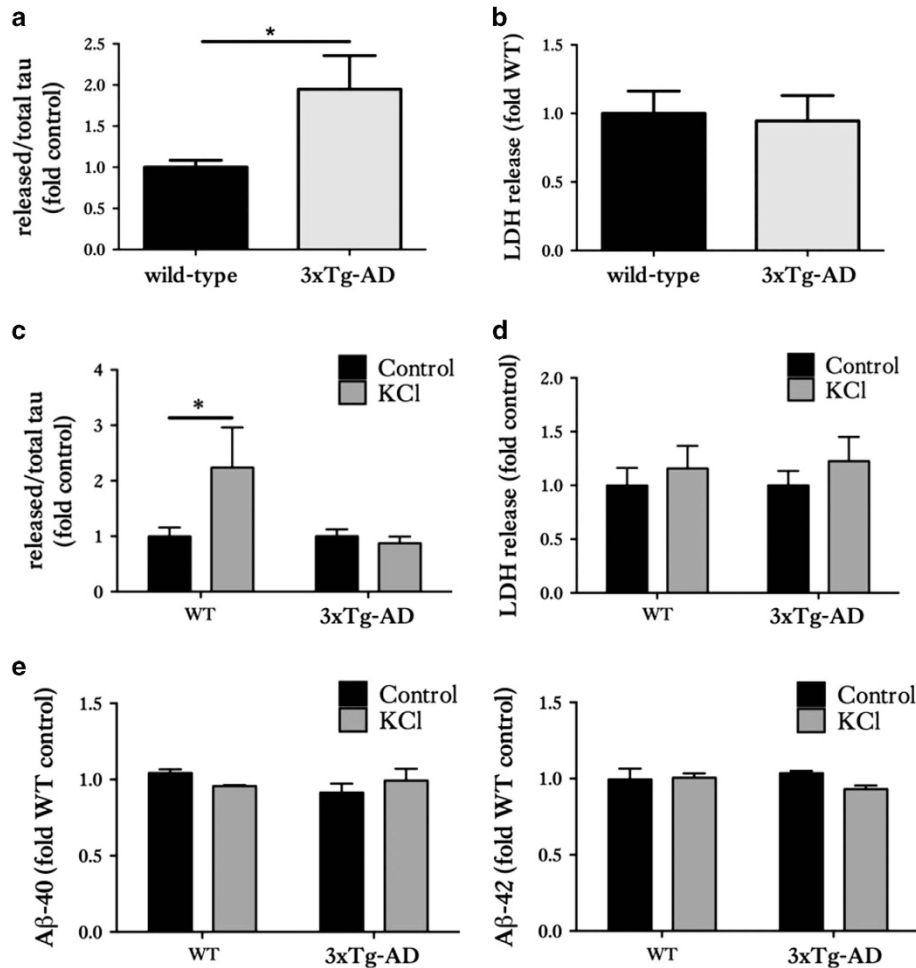 a
*
released/total tau
(fold control)
2.5
2.0
1.5
1.0
0.5
0.0
wild-type 3xTg-AD
b
LDH release (fold WT)
1.5
1.0
0.5
0.0
wild-type 3xTg-AD
c
Control
KCl
*
released/total tau
(fold control)
4
3
2
1
0
WT 3xTg-AD
d
Control
KCl
LDH release (fold control)
2.0
1.5
1.0
0.5
0.0
WT 3xTg-AD
e
Control
KCl
Aβ-40 (fold WT control)
1.5
1.0
0.5
0.0
WT 3xTg-AD
Control
KCl
Aβ-42 (fold WT control)
1.5
1.0
0.5
0.0
WT 3xTg-AD